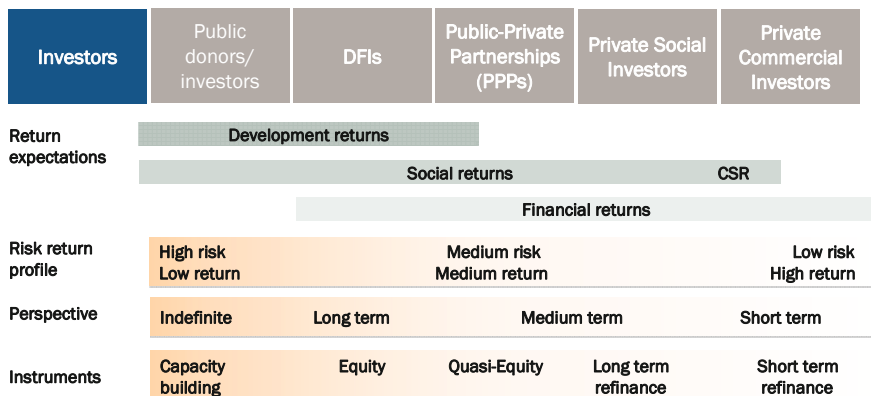 Investors
Public
donors/
investors
DFIs
Public-Private
Partnerships
(PPPs)
Private Social
Investors
Private
Commercial
Investors
Return
expectations
Development returns
Social returns
CSR
Financial returns
Risk return
profile
High risk
Low return
Medium risk
Medium return
Low risk
High return
Perspective
Indefinite
Long term
Medium term
Short term
Instruments
Capacity
building
Equity
Quasi-Equity
Long term
refinance
Short term
refinance